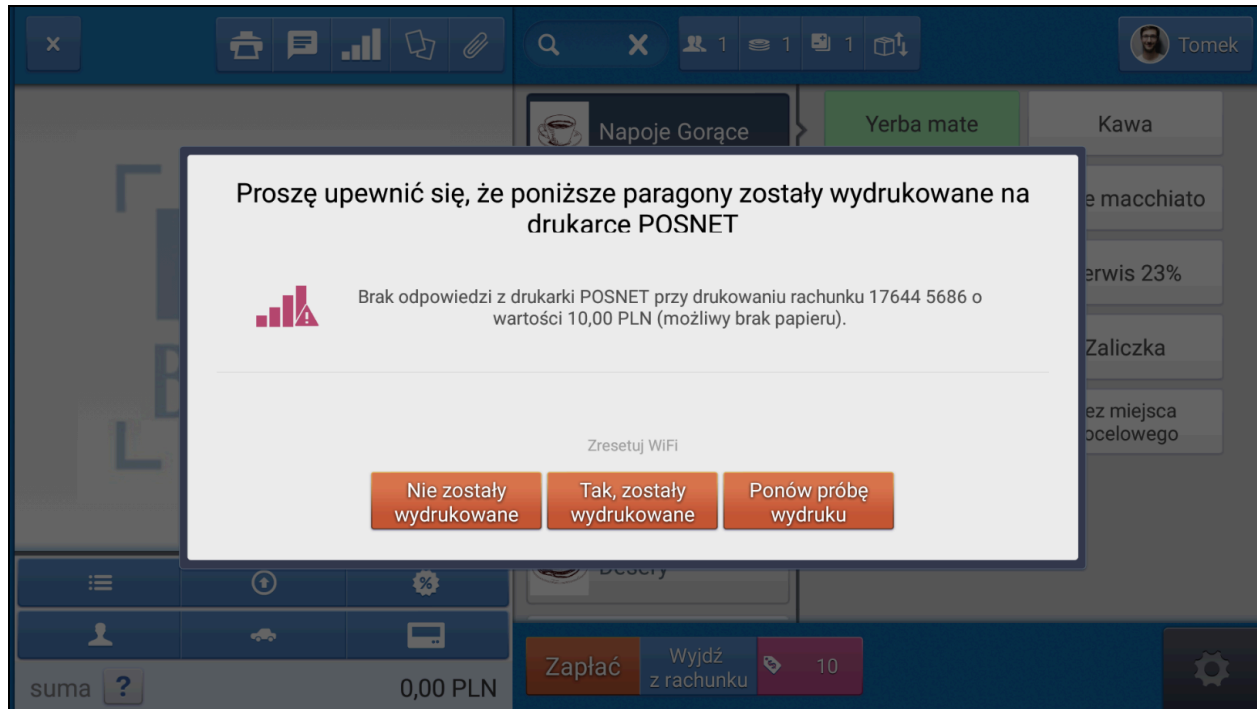 ×
1
1
1
Tomek
Napoje Gorące
Yerba mate
Kawa
Proszę upewnić się, że poniższe paragony zostały wydrukowane na
drukarce POSNET
e macchiato
erwis 23%
Brak odpowiedzi z drukarki POSNET przy drukowaniu rachunku 17644 5686 o
wartości 10,00 PLN (możliwy brak papieru).
Zaliczka
ez miejsca
ocelowego
Zresetuj WiFi
Nie zostały
wydrukowane
Tak, zostały
wydrukowane
Ponów próbę
wydruku
Desery
%
Zapłać
Wyjdź
z rachunku
10
suma ? 0,00 PLN